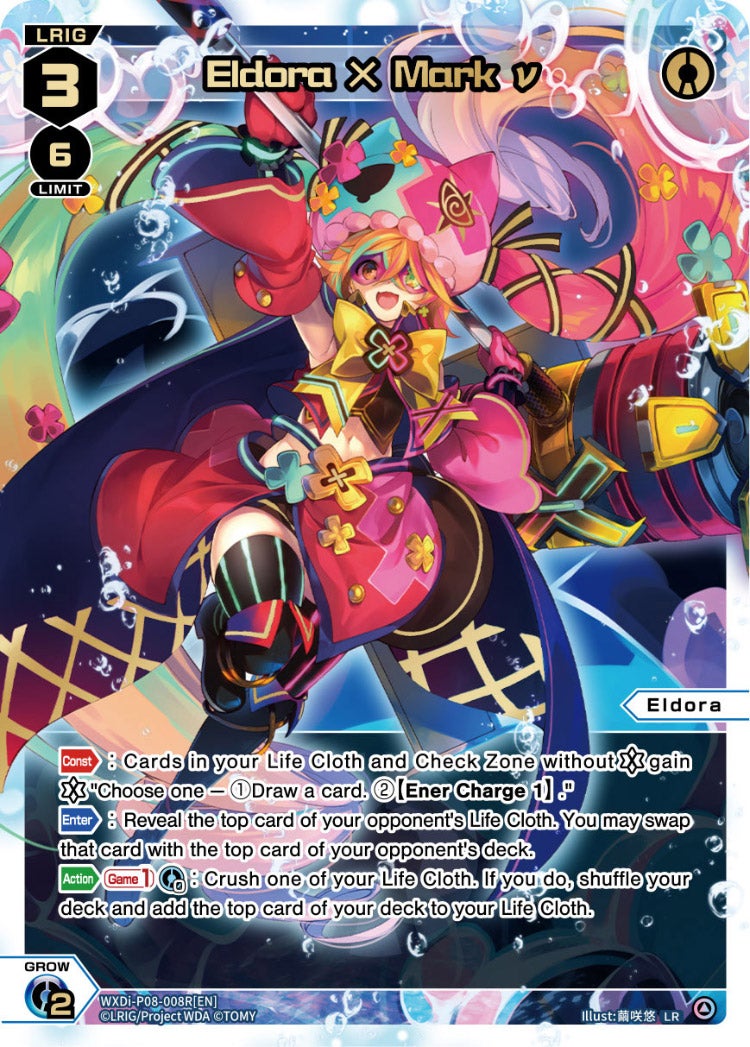 LRIG
3
Eldora × Mark ν
6
LIMIT
Eldora
Const : Cards in your Life Cloth and Check Zone without gain
"Choose one — ①Draw a card. ②【Ener Charge 1】."
Enter : Reveal the top card of your opponent's Life Cloth. You may swap
that card with the top card of your opponent's deck.
Action Game 1 0 : Crush one of your Life Cloth. If you do, shuffle your
deck and add the top card of your deck to your Life Cloth.
GROW
2
WXDi-P08-008R[EN]
©LRIG/Project WDA ©TOMY
Illust:繭咲悠 LR